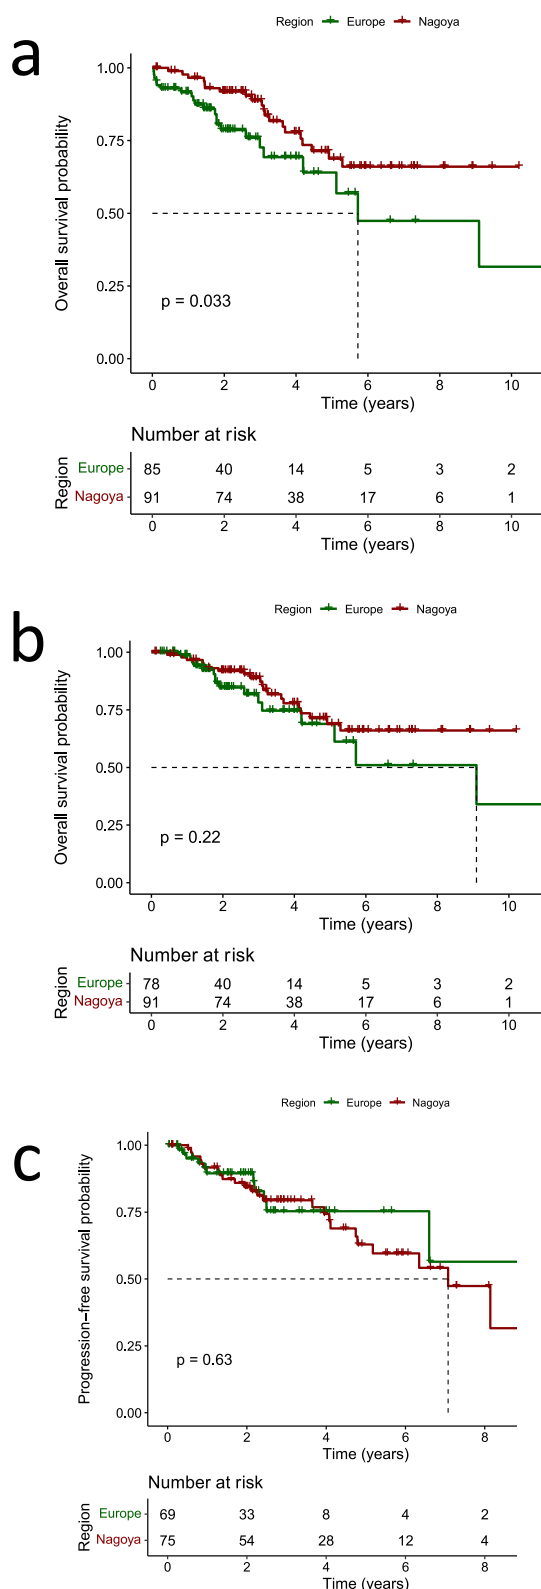 Region Europe Nagoya
a
Overall survival probability
1.00
0.75
0.50
0.25
0.00
p = 0.033
0 2 4 6 8 10
Time (years)
Number at risk
Region
Europe 85 40 14 5 3 2
Nagoya 91 74 38 17 6 1
0 2 4 6 8 10
Time (years)
Region Europe Nagoya
b
Overall survival probability
1.00
0.75
0.50
0.25
0.00
p = 0.22
0 2 4 6 8 10
Time (years)
Number at risk
Region
Europe 78 40 14 5 3 2
Nagoya 91 74 38 17 6 1
0 2 4 6 8 10
Time (years)
Region Europe Nagoya
c
Progression−free survival probability
1.00
0.75
0.50
0.25
0.00
p = 0.63
0 2 4 6 8
Time (years)
Number at risk
Region
Europe 69 33 8 4 2
Nagoya 75 54 28 12 4
0 2 4 6 8
Time (years)